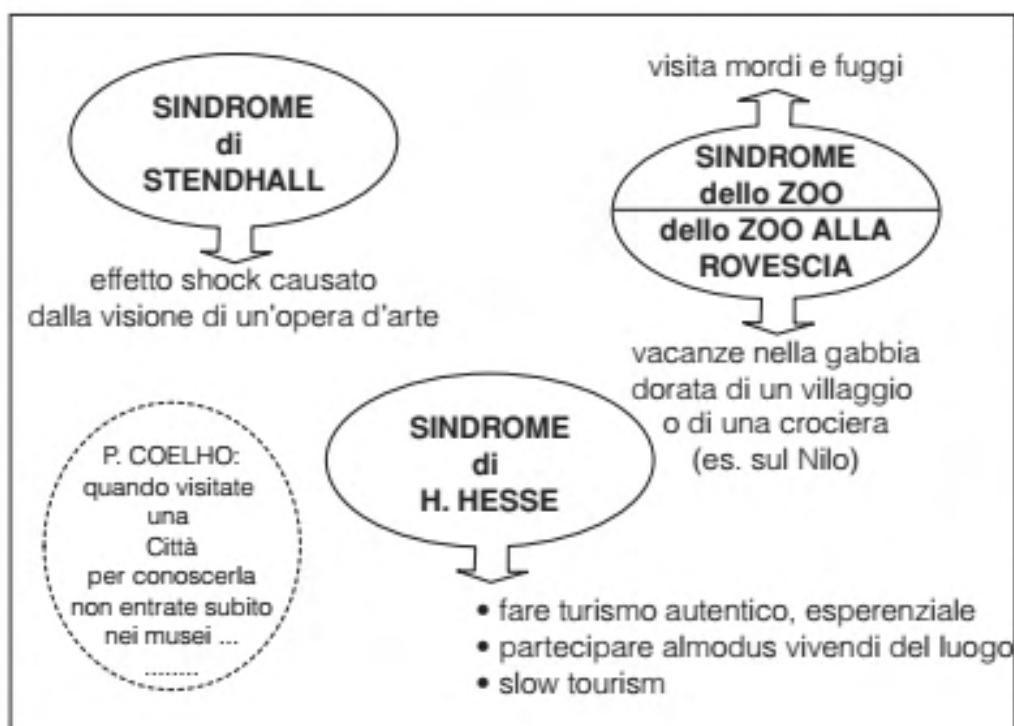 SINDROME
di
STENDHALL
effetto shock causato
dalla visione di un'opera d'arte
visita mordi e fuggi
SINDROME
dello ZOO
dello ZOO ALLA
ROVESCIA
vacanze nella gabbia
dorata di un villaggio
o di una crociera
(es. sul Nilo)
SINDROME
di
H. HESSE
• fare turismo autentico, esperenziale
• partecipare almodus vivendi del luogo
• slow tourism
P. COELHO:
quando visitate
una
Città
per conoscerla
non entrate subito
nei musei ...
........